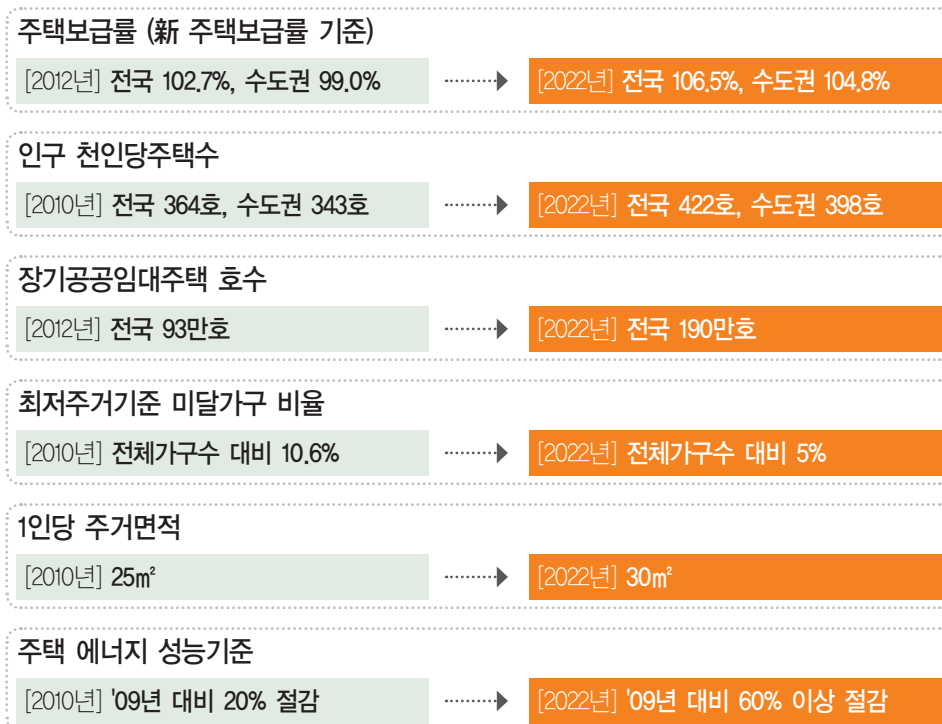 주택보급률 (新 주택보급률 기준)
[2012년] 전국 102.7%, 수도권 99.0% [2022년] 전국 106.5%, 수도권 104.8%
인구 천인당주택수
[2010년] 전국 364호, 수도권 343호 [2022년] 전국 422호, 수도권 398호
장기공공임대주택 호수
[2012년] 전국 93만호 [2022년] 전국 190만호
최저주거기준 미달가구 비율
[2010년] 전체가구수 대비 10.6% [2022년] 전체가구수 대비 5%
1인당 주거면적
[2010년] 25㎡ [2022년] 30㎡
주택 에너지 성능기준
[2010년] '09년 대비 20% 절감 [2022년] '09년 대비 60% 이상 절감